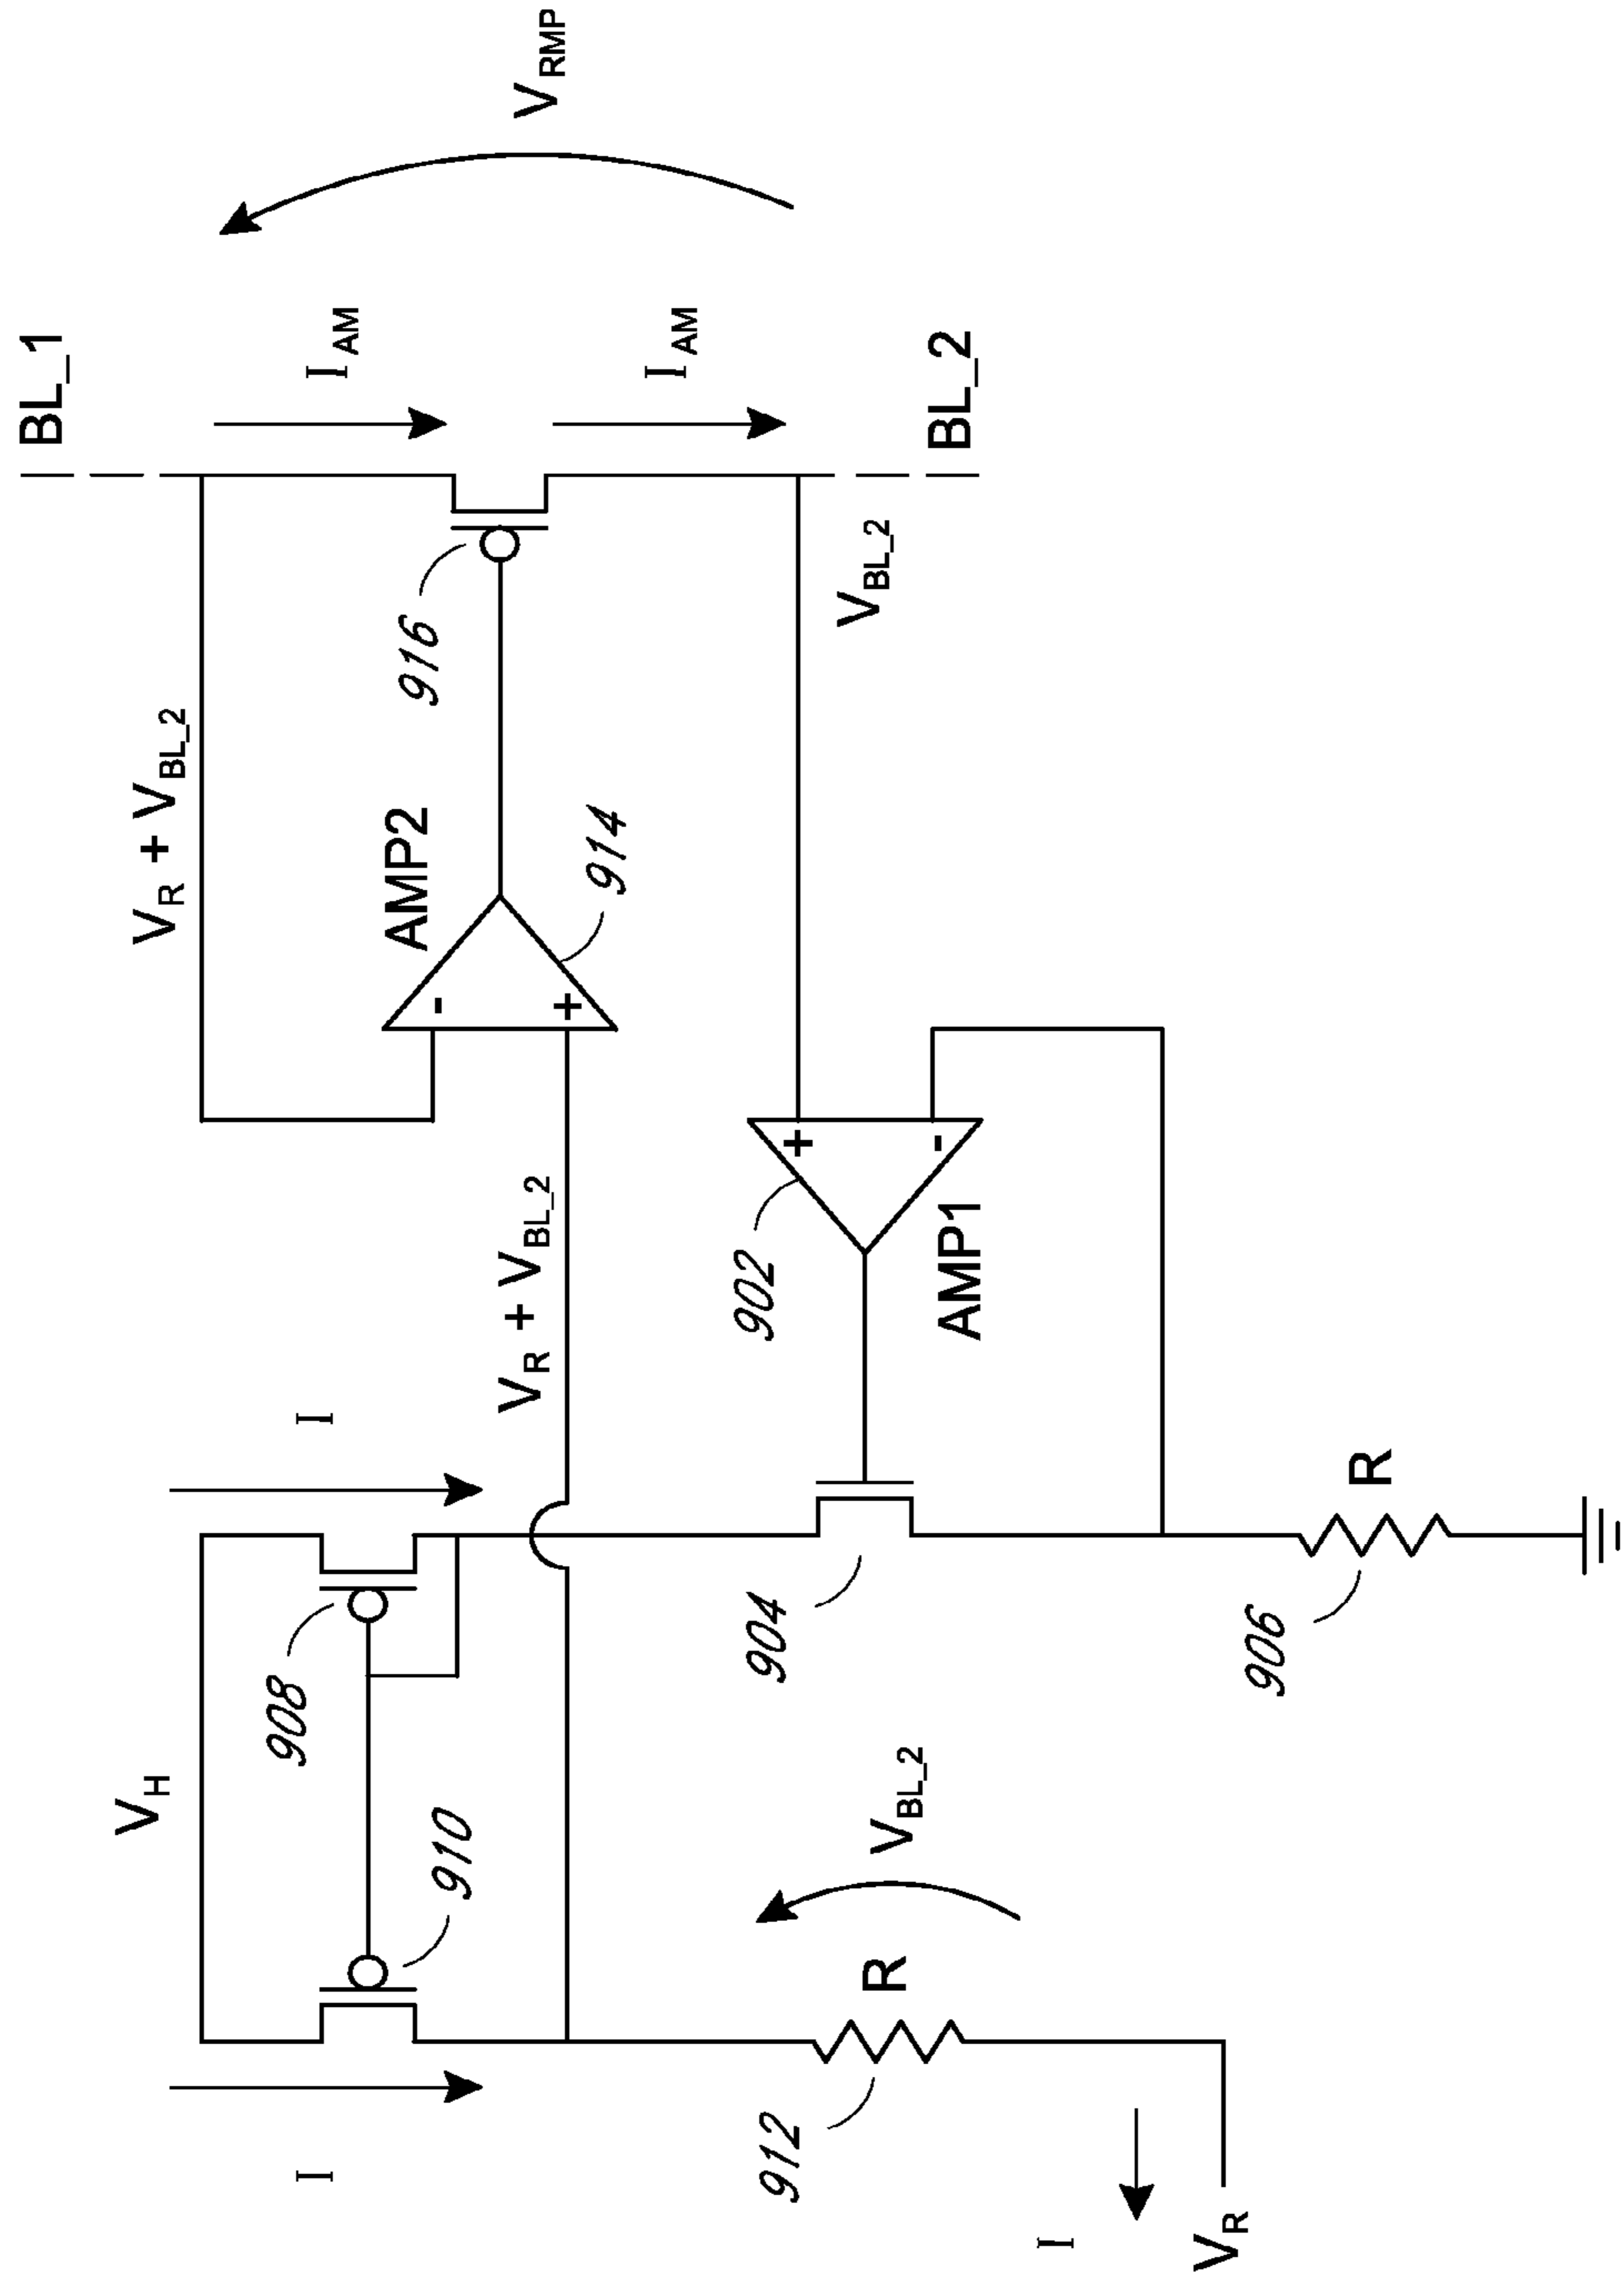 BL_1
V_RMP
I_AM
I_AM
BL_2
V_R + V_BL_2
916
AMP2
914
V_BL_2
V_R + V_BL_2
902
AMP1
+
-
+
-
I
V_H
908
910
904
R
906
V_BL_2
R
912
I
I
V_R